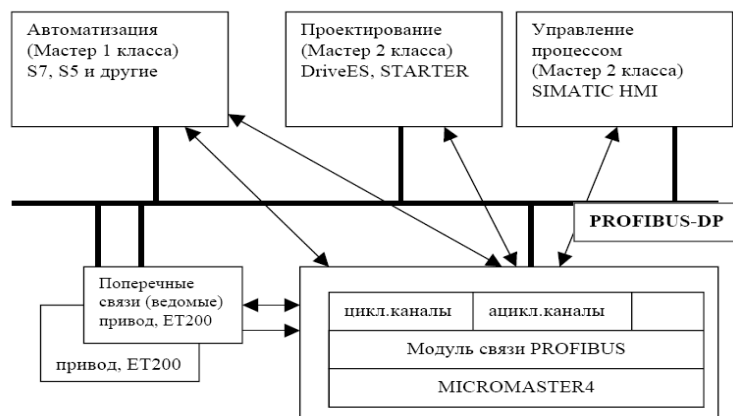 Автоматизация
(Мастер 1 класса)
S7, S5 и другие
Проектирование
(Мастер 2 класса)
DriveES, STARTER
Управление
процессом
(Мастер 2 класса)
SIMATIC HMI
PROFIBUS-DP
Поперечные
связи (ведомые)
привод, ET200
привод, ET200
цикл.каналы
ацикл.каналы
Модуль связи PROFIBUS
MICROMASTER4